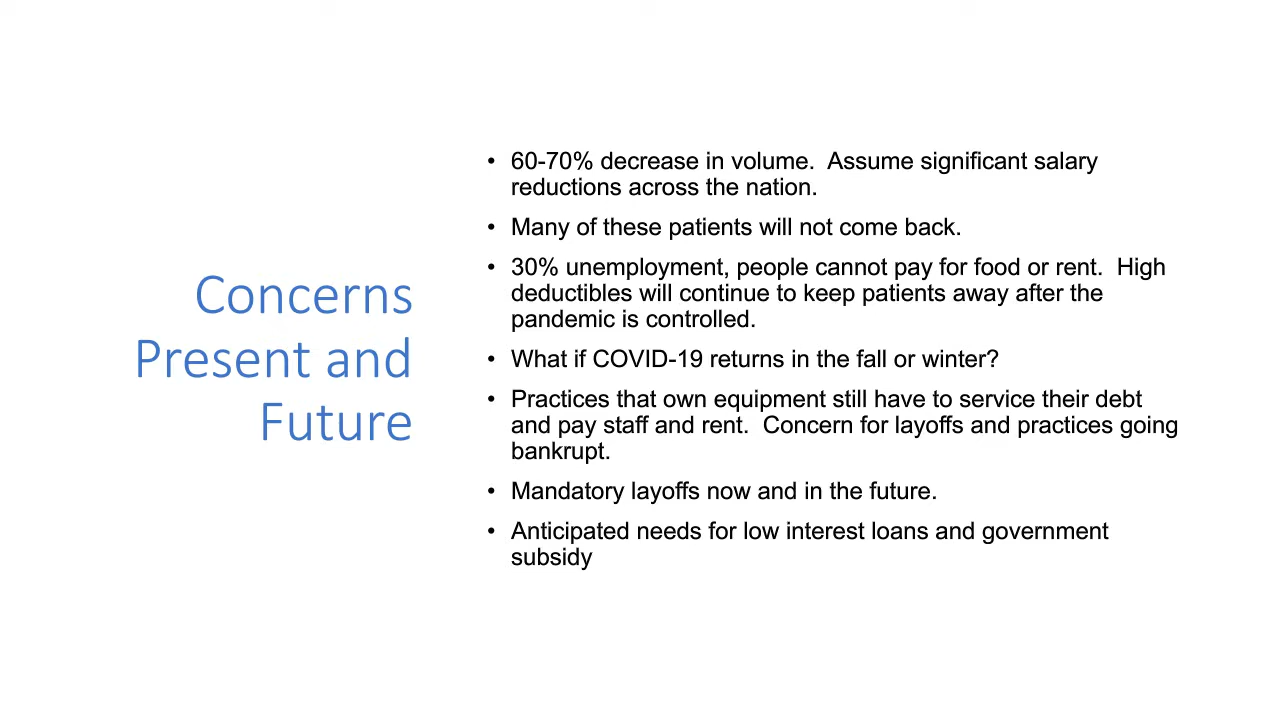 Concerns
Present and
Future
• 60-70% decrease in volume.  Assume significant salary
reductions across the nation.
• Many of these patients will not come back.
• 30% unemployment, people cannot pay for food or rent.  High
deductibles will continue to keep patients away after the
pandemic is controlled.
• What if COVID-19 returns in the fall or winter?
• Practices that own equipment still have to service their debt
and pay staff and rent.  Concern for layoffs and practices going
bankrupt.
• Mandatory layoffs now and in the future.
• Anticipated needs for low interest loans and government
subsidy